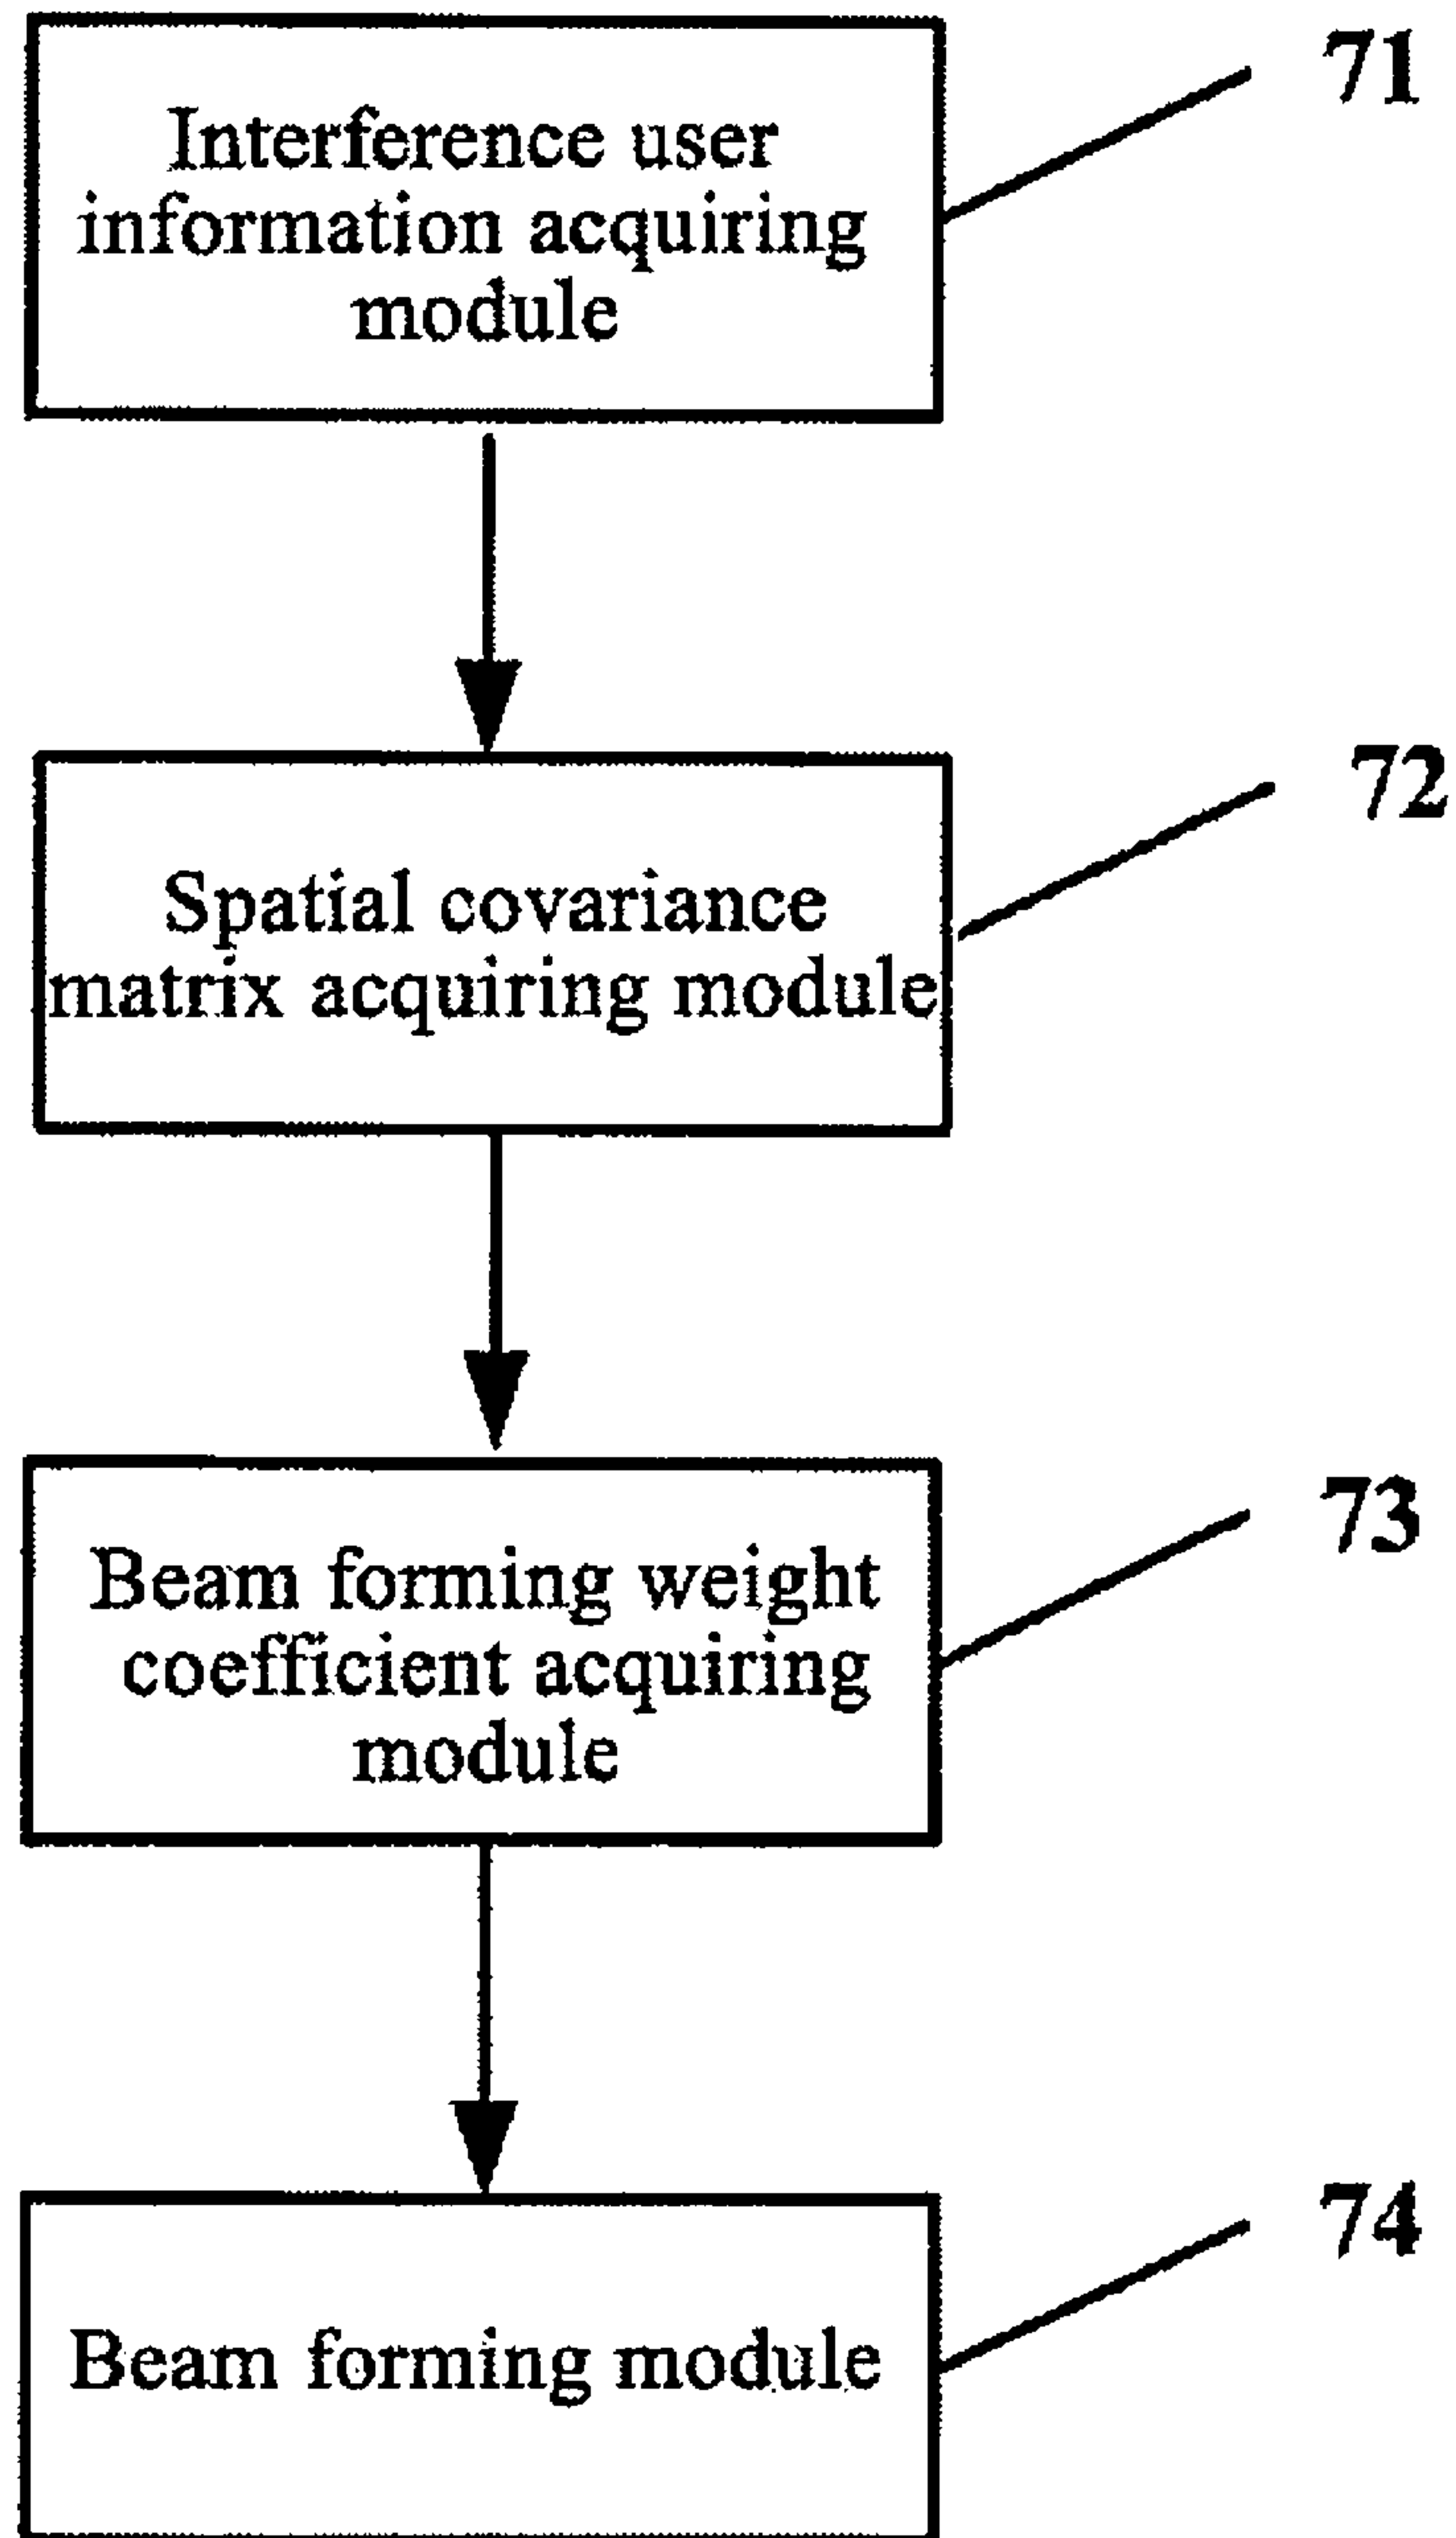 Interference user
information acquiring
module
71
Spatial covariance
matrix acquiring module
72
Beam forming weight
coefficient acquiring
module
73
Beam forming module
74